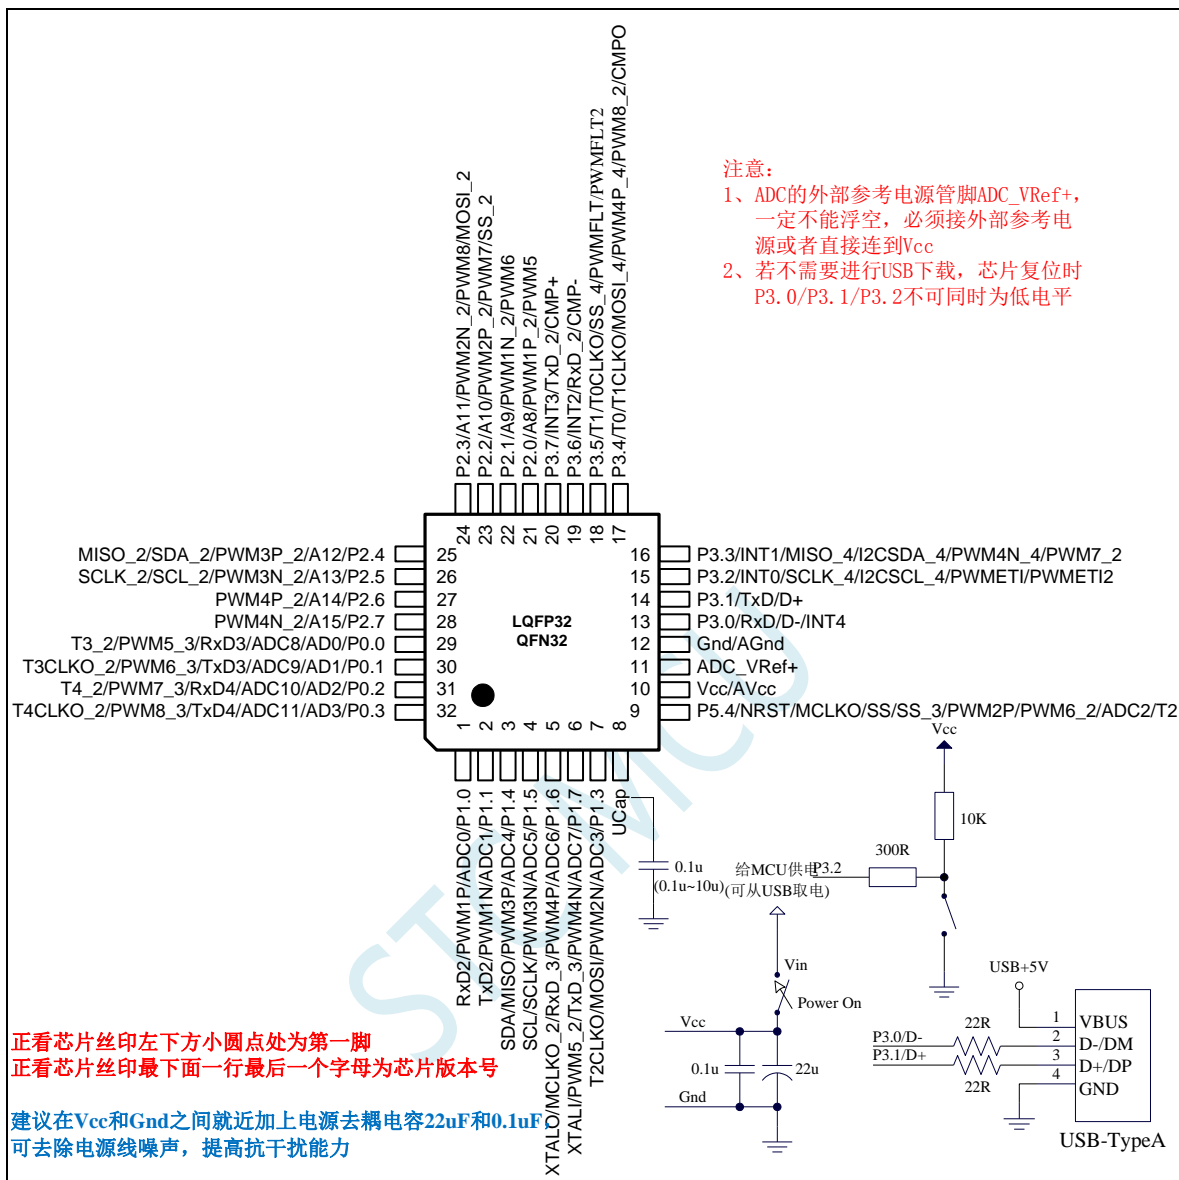 P2.3/A11/PWM2N_2/PWM8/MOSI_2
P2.2/A10/PWM2P_2/PWM7/SS_2
P2.1/A9/PWM1N_2/PWM6
P2.0/A8/PWM1P_2/PWM5
P3.7/INT3/TxD_2/CMP+
P3.6/INT2/RxD_2/CMP-
P3.5/T1/T0CLKO/SS_4/PWMFLT/PWMFLT2
P3.4/T0/T1CLKO/MOSI_4/PWM4P_4/PWM8_2/CMPO
注意：
1、ADC的外部参考电源管脚ADC_VRef+，
一定不能浮空，必须接外部参考电
源或者直接连到Vcc
2、若不需要进行USB下载，芯片复位时
P3.0/P3.1/P3.2不可同时为低电平
24 23 22 21 20 19 18 17
MISO_2/SDA_2/PWM3P_2/A12/P2.4 25
SCLK_2/SCL_2/PWM3N_2/A13/P2.5 26
PWM4P_2/A14/P2.6 27
PWM4N_2/A15/P2.7 28
T3_2/PWM5_3/RxD3/ADC8/AD0/P0.0 29
T3CLKO_2/PWM6_3/TxD3/ADC9/AD1/P0.1 30
T4_2/PWM7_3/RxD4/ADC10/AD2/P0.2 31
T4CLKO_2/PWM8_3/TxD4/ADC11/AD3/P0.3 32
LQFP32
QFN32
16 P3.3/INT1/MISO_4/I2CSDA_4/PWM4N_4/PWM7_2
15 P3.2/INT0/SCLK_4/I2CSCL_4/PWMETI/PWMETI2
14 P3.1/TxD/D+
13 P3.0/RxD/D-/INT4
12 Gnd/AGnd
11 ADC_VRef+
10 Vcc/AVcc
9 P5.4/NRST/MCLKO/SS/SS_3/PWM2P/PWM6_2/ADC2/T2
1 2 3 4 5 6 7 8
RxD2/PWM1P/ADC0/P1.0
TxD2/PWM1N/ADC1/P1.1
SDA/MISO/PWM3P/ADC4/P1.4
SCL/SCLK/PWM3N/ADC5/P1.5
XTALO/MCLKO_2/RxD_3/PWM4P/ADC6/P1.6
XTALI/PWM5_2/TxD_3/PWM4N/ADC7/P1.7
T2CLKO/MOSI/PWM2N/ADC3/P1.3
UCap
0.1u
(0.1u~10u)
给MCU供电
(可从USB取电)
Vcc
10K
300R
P3.2
Vin
Power On
Vcc
0.1u
22u
Gnd
USB+5V
P3.0/D-
P3.1/D+
22R
22R
1 VBUS
2 D-/DM
3 D+/DP
4 GND
USB-TypeA
正看芯片丝印左下方小圆点处为第一脚
正看芯片丝印最下面一行最后一个字母为芯片版本号
建议在Vcc和Gnd之间就近加上电源去耦电容22uF和0.1uF，
可去除电源线噪声，提高抗干扰能力
STC MCU